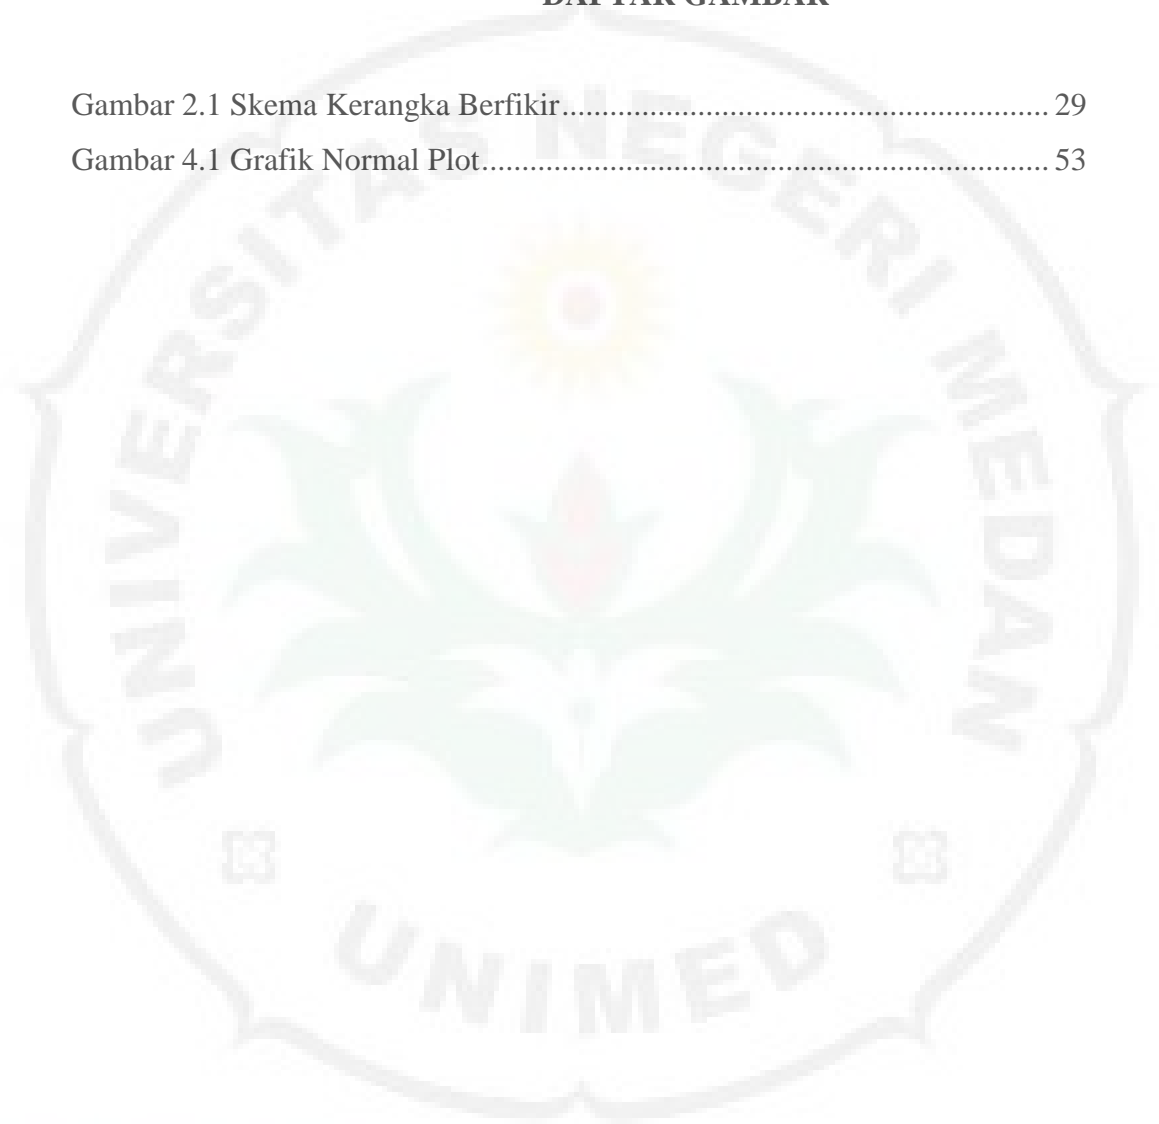 DAFTAR GAMBAR
Gambar 2.1 Skema Kerangka Berfikir............................................................ 29
Gambar 4.1 Grafik Normal Plot...................................................................... 53
UNIVERSITAS NEGERI MEDAN
UNIMED